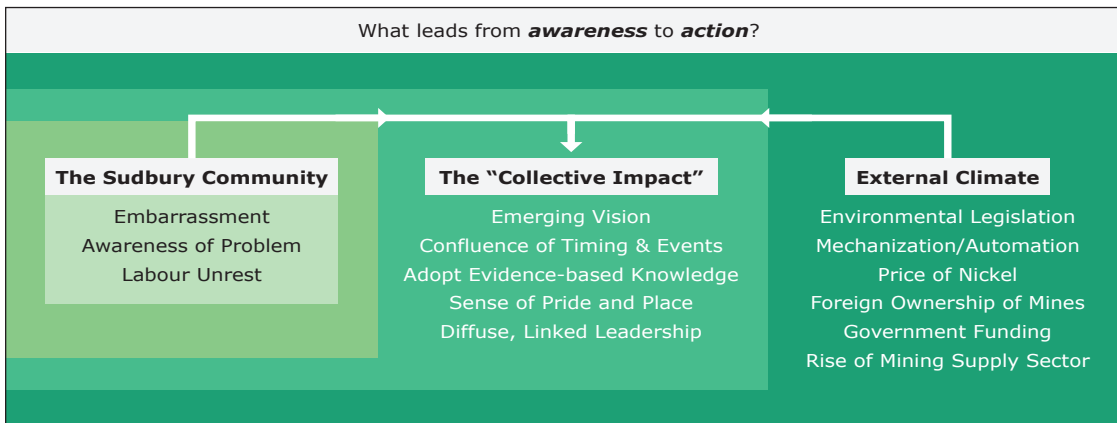 What leads from awareness to action?
The Sudbury Community
Embarrassment
Awareness of Problem
Labour Unrest
The “Collective Impact”
Emerging Vision
Confluence of Timing & Events
Adopt Evidence-based Knowledge
Sense of Pride and Place
Diffuse, Linked Leadership
External Climate
Environmental Legislation
Mechanization/Automation
Price of Nickel
Foreign Ownership of Mines
Government Funding
Rise of Mining Supply Sector